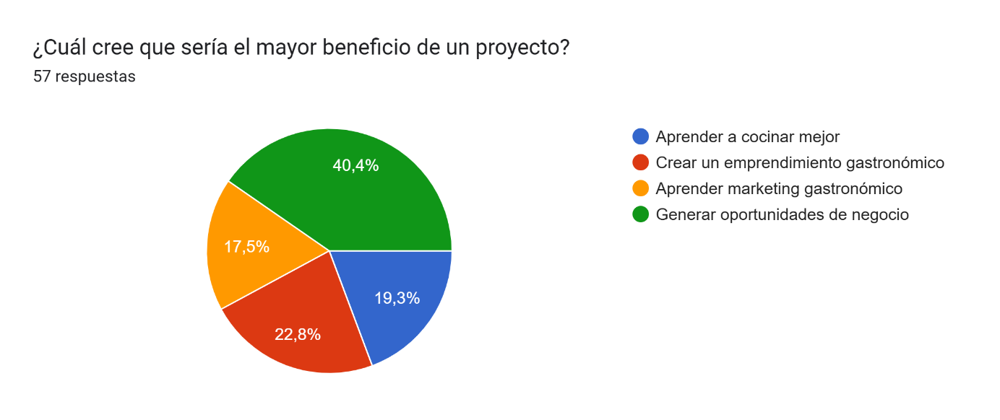 ¿Cuál cree que sería el mayor beneficio de un proyecto?
57 respuestas
40,4%
17,5%
19,3%
22,8%
Aprender a cocinar mejor
Crear un emprendimiento gastronómico
Aprender marketing gastronómico
Generar oportunidades de negocio